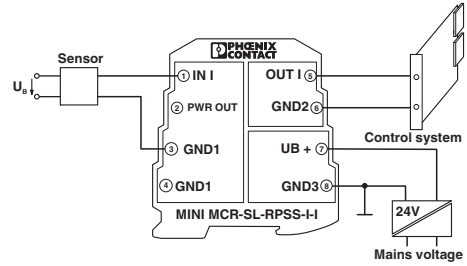 PHŒNIX
CONTACT
Sensor
U_B
① IN I
② PWR OUT
③ GND1
④ GND1
OUT I ⑤
GND2 ⑥
UB + ⑦
GND3 ⑧
MINI MCR-SL-RPSS-I-I
Control system
24V
Mains voltage